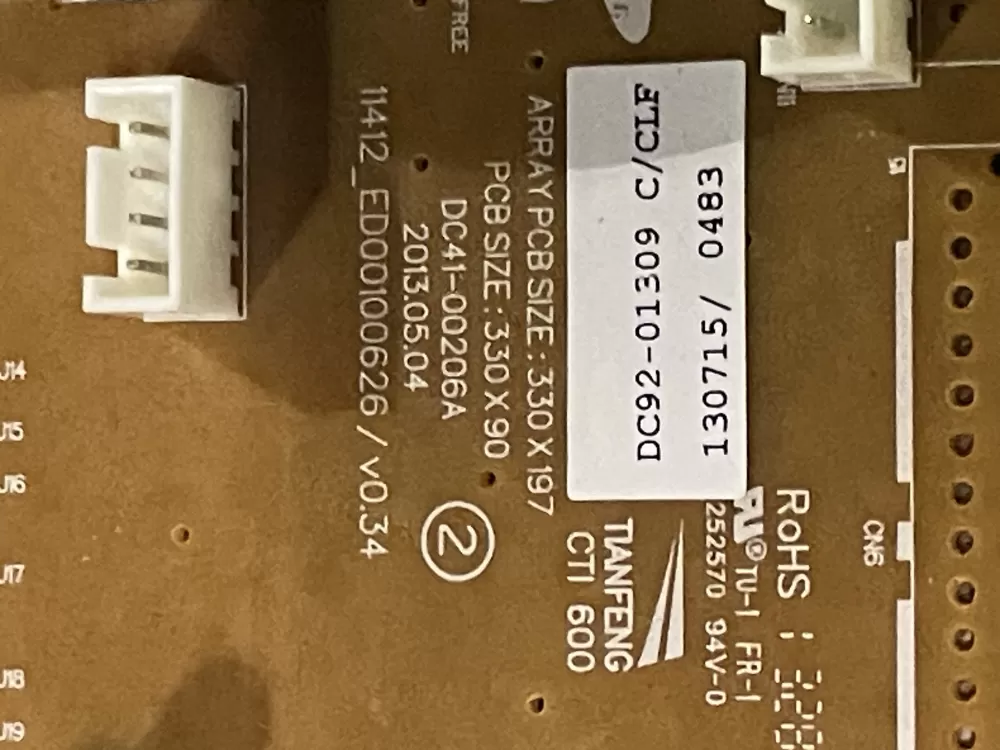 FREE
ARRAY PCB SIZE : 330 X 197
PCB SIZE : 330 X 90
DC41-00206A
2013.05.04
11412_ED00100626 / v0.34
2
DC92-01309 C/CLF
130715/ 0483
TIANFENG
CTI 600
RoHS :
UL® TU-1 FR-1
252570 94V-0
CN6
J14
J15
J16
J17
J18
J19